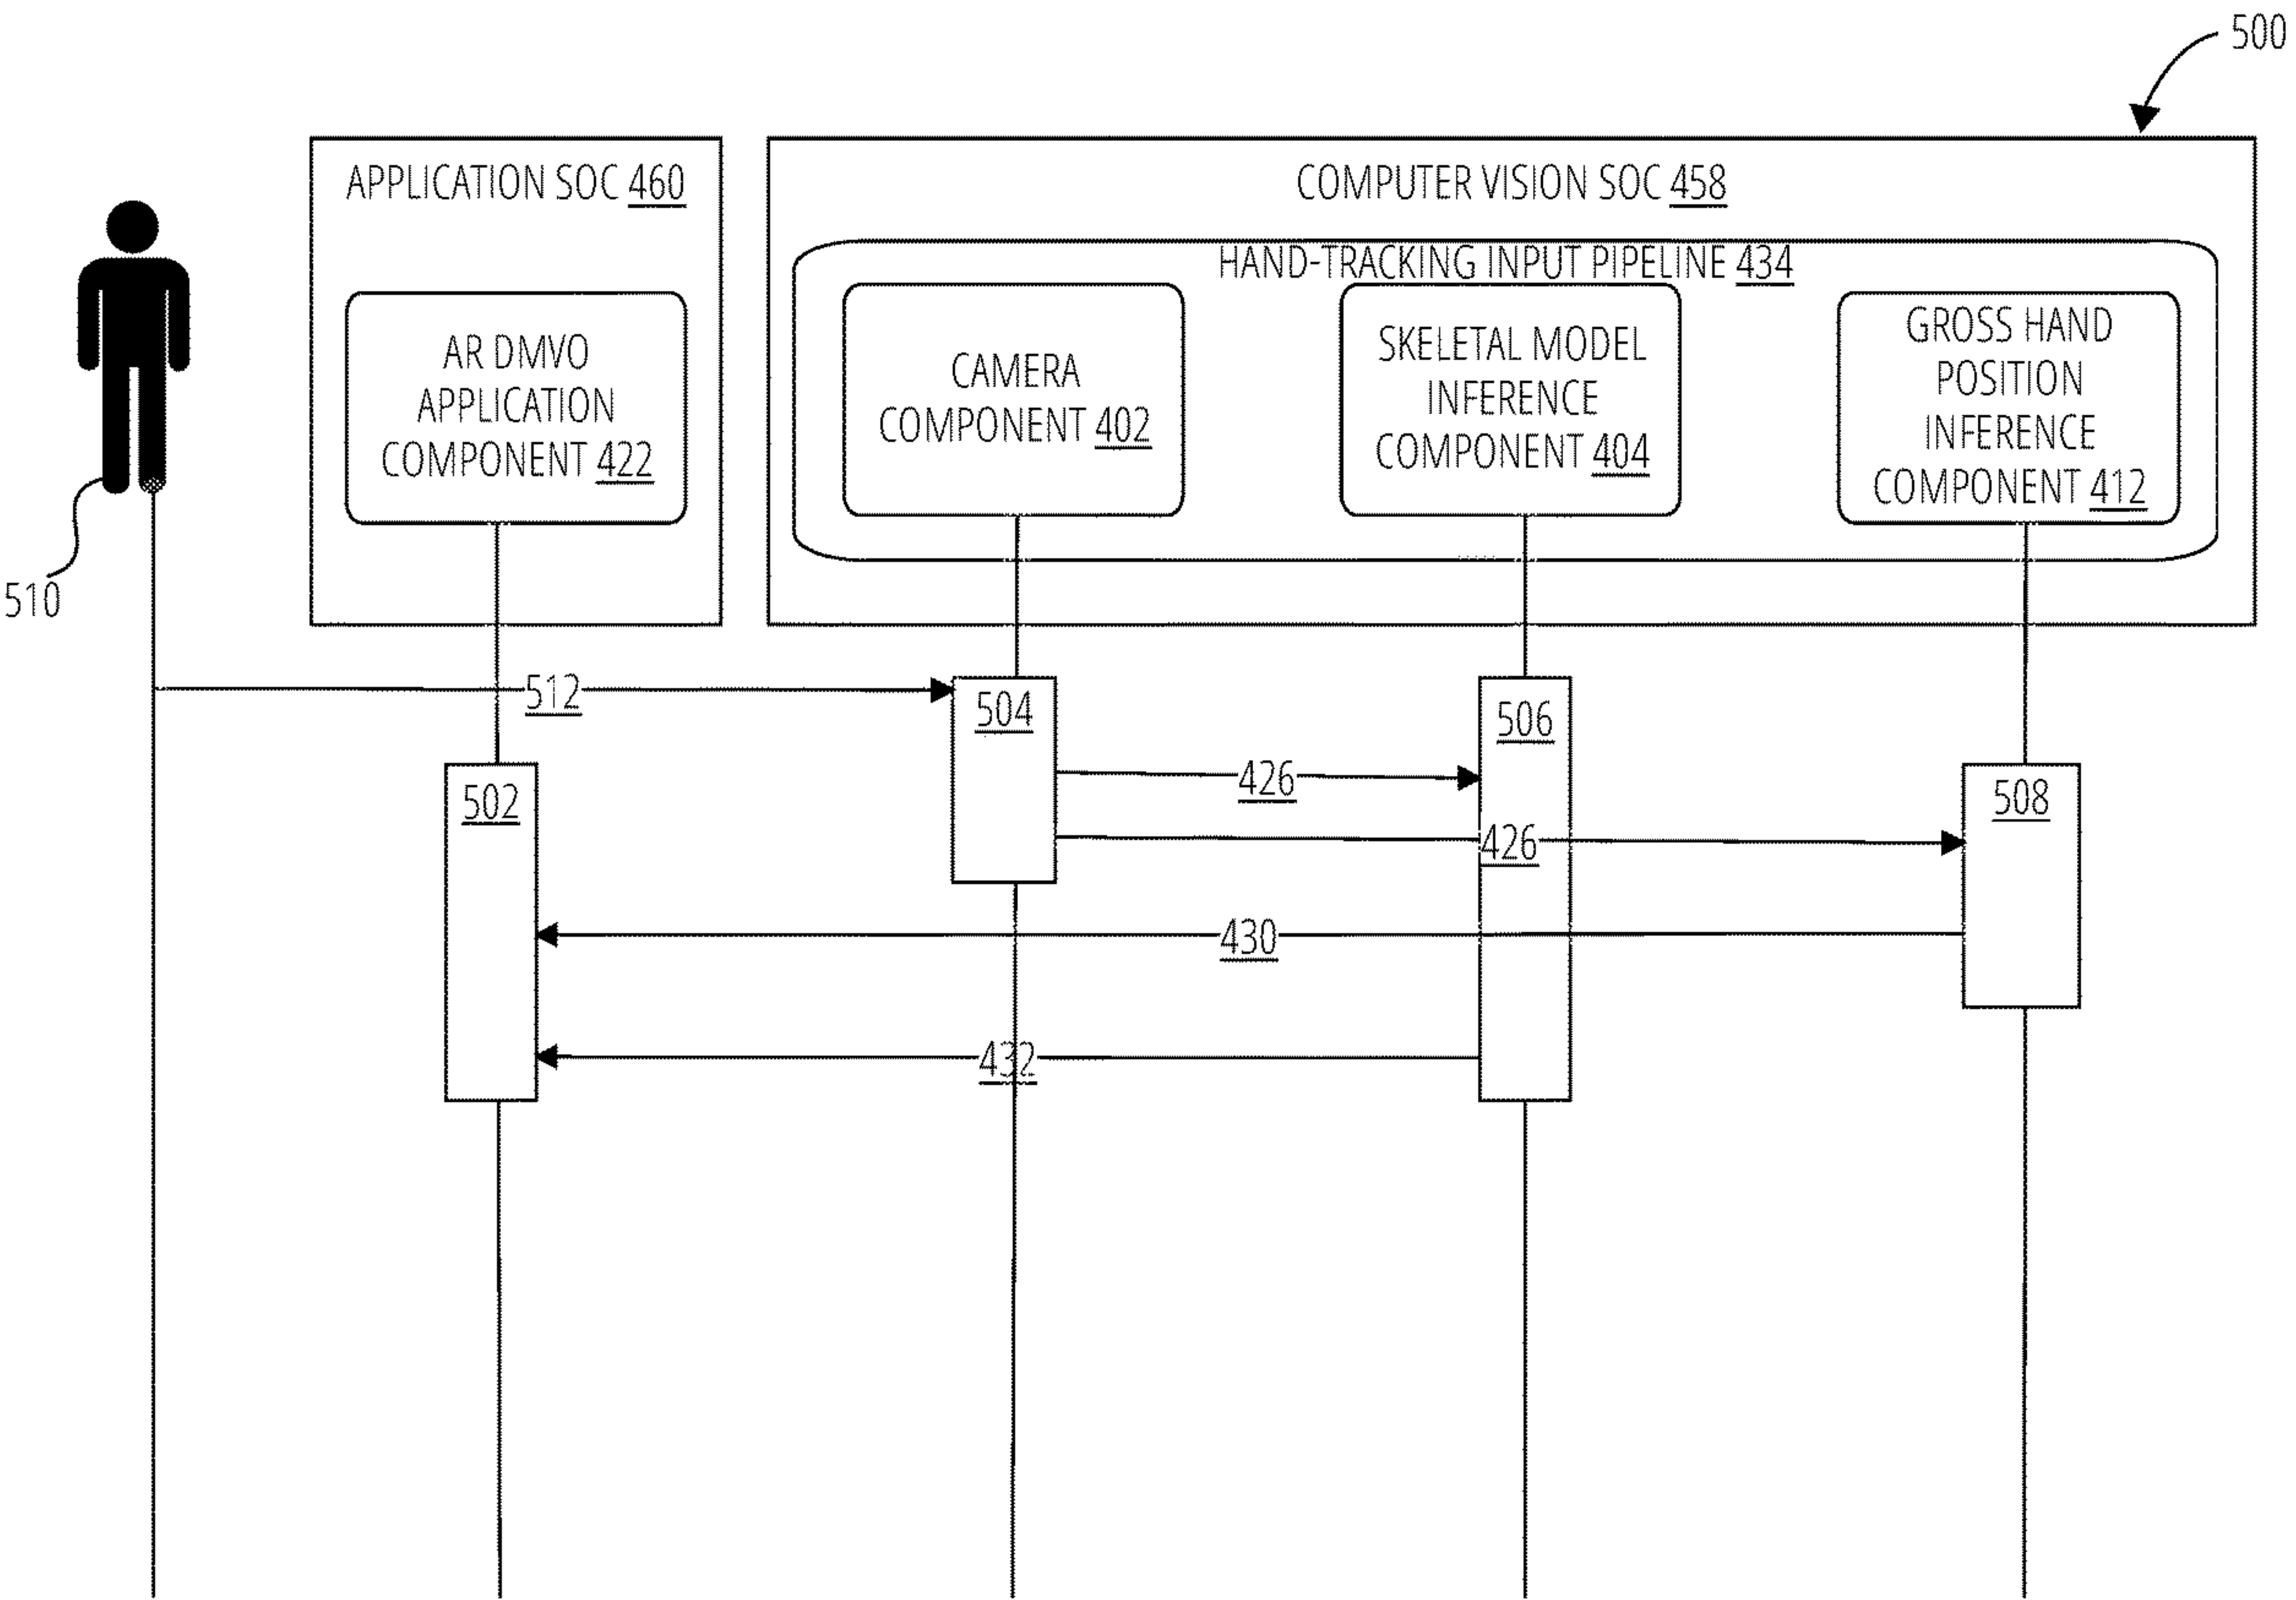 500
APPLICATION SOC 460
COMPUTER VISION SOC 458
HAND-TRACKING INPUT PIPELINE 434
AR DMVO
APPLICATION
COMPONENT 422
CAMERA
COMPONENT 402
SKELETAL MODEL
INFERENCE
COMPONENT 404
GROSS HAND
POSITION
INFERENCE
COMPONENT 412
510
512
504
506
426
502
508
426
430
432